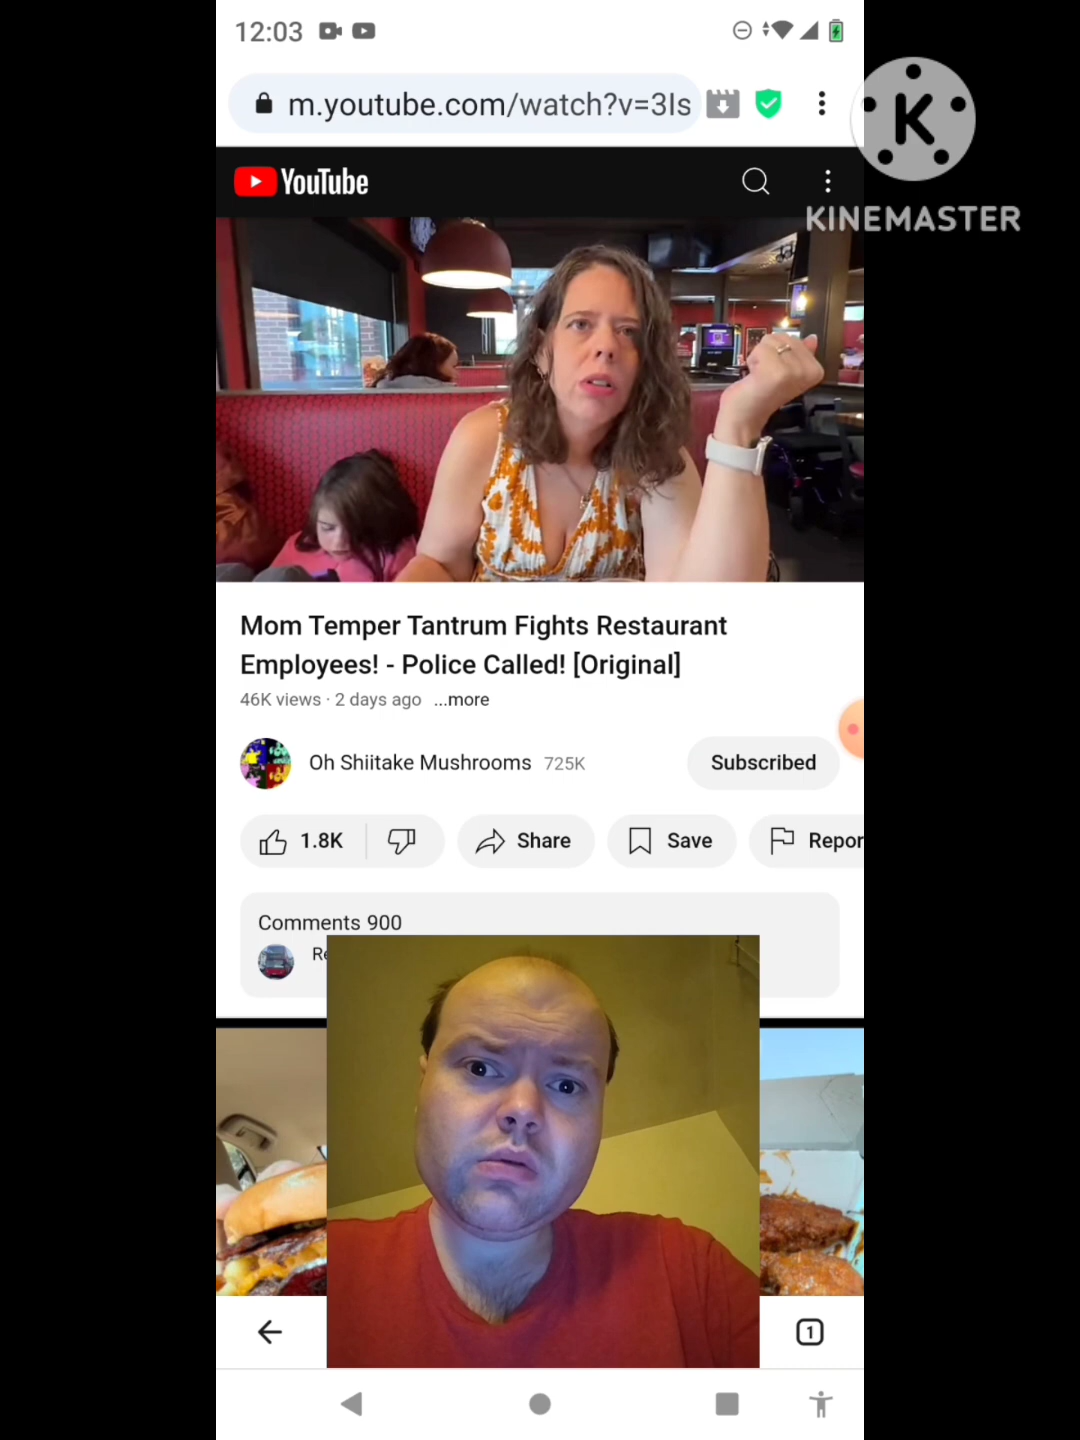 12:03
m.youtube.com/watch?v=3Is
K
KINEMASTER
YouTube
Mom Temper Tantrum Fights Restaurant
Employees! - Police Called! [Original]
46K views · 2 days ago ...more
Oh Shiitake Mushrooms 725K
Subscribed
1.8K
Share
Save
Repor
Comments 900
Re
1